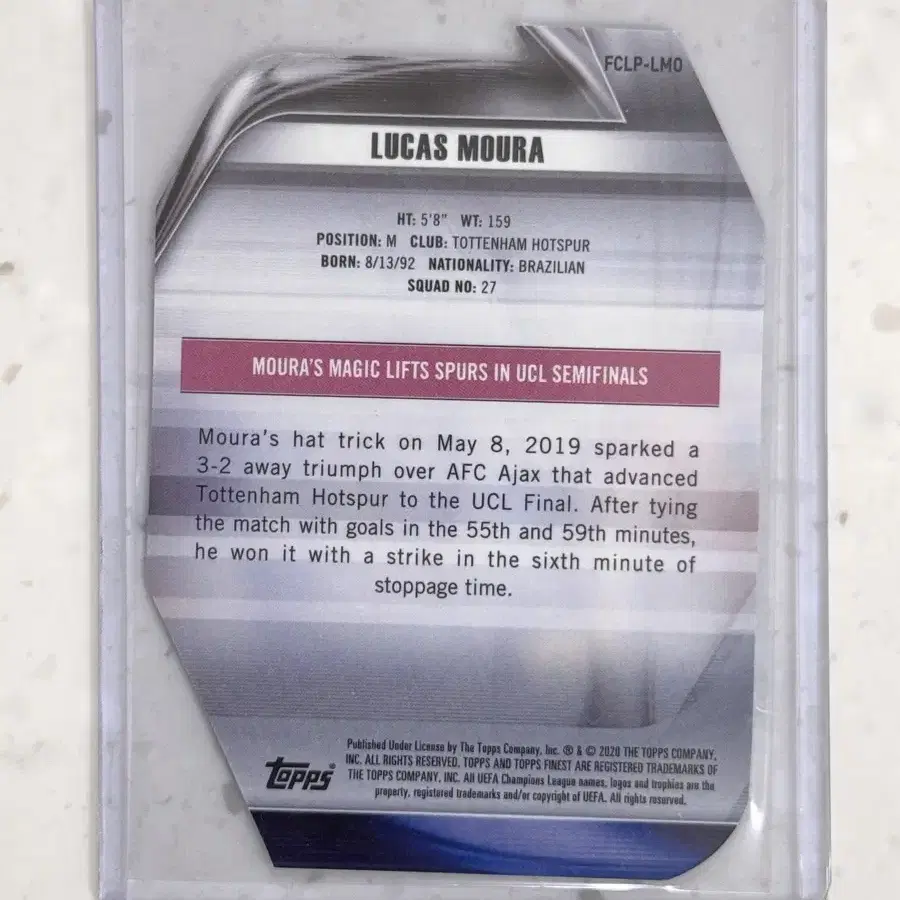 FCLP-LMO
LUCAS MOURA
HT: 5'8" WT: 159
POSITION: M CLUB: TOTTENHAM HOTSPUR
BORN: 8/13/92 NATIONALITY: BRAZILIAN
SQUAD NO: 27
MOURA'S MAGIC LIFTS SPURS IN UCL SEMIFINALS
Moura's hat trick on May 8, 2019 sparked a
3-2 away triumph over AFC Ajax that advanced
Tottenham Hotspur to the UCL Final. After tying
the match with goals in the 55th and 59th minutes,
he won it with a strike in the sixth minute of
stoppage time.
Published Under License by The Topps Company, Inc. ® & © 2020 THE TOPPS COMPANY,
INC. ALL RIGHTS RESERVED. TOPPS AND TOPPS FINEST ARE REGISTERED TRADEMARKS OF
THE TOPPS COMPANY, INC. All UEFA Champions League names, logos and trophies are the
property, registered trademarks and/or copyright of UEFA. All rights reserved.
topps®